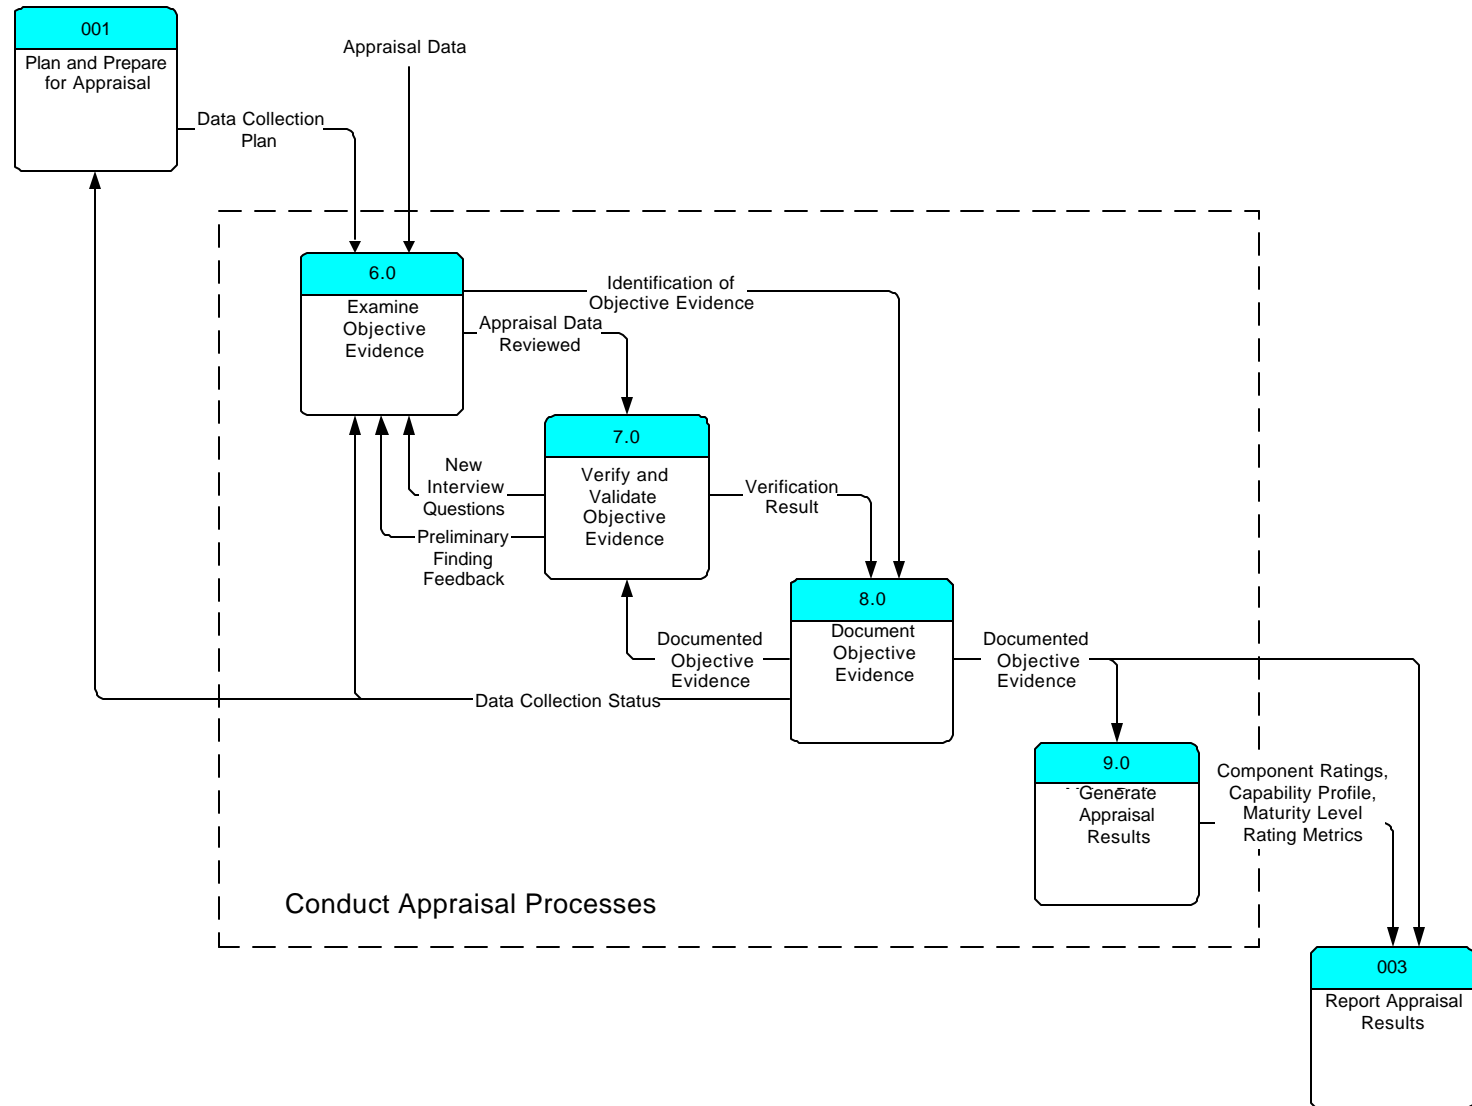 001
Plan and Prepare
for Appraisal
Appraisal Data
Data Collection
Plan
6.0
Examine
Objective
Evidence
Identification of
Objective Evidence
Appraisal Data
Reviewed
7.0
Verify and
Validate
Objective
Evidence
New
Interview
Questions
Preliminary
Finding
Feedback
Verification
Result
8.0
Document
Objective
Evidence
Documented
Objective
Evidence
Documented
Objective
Evidence
Data Collection Status
9.0
Generate
Appraisal
Results
Component Ratings,
Capability Profile,
Maturity Level
Rating Metrics
Conduct Appraisal Processes
003
Report Appraisal
Results